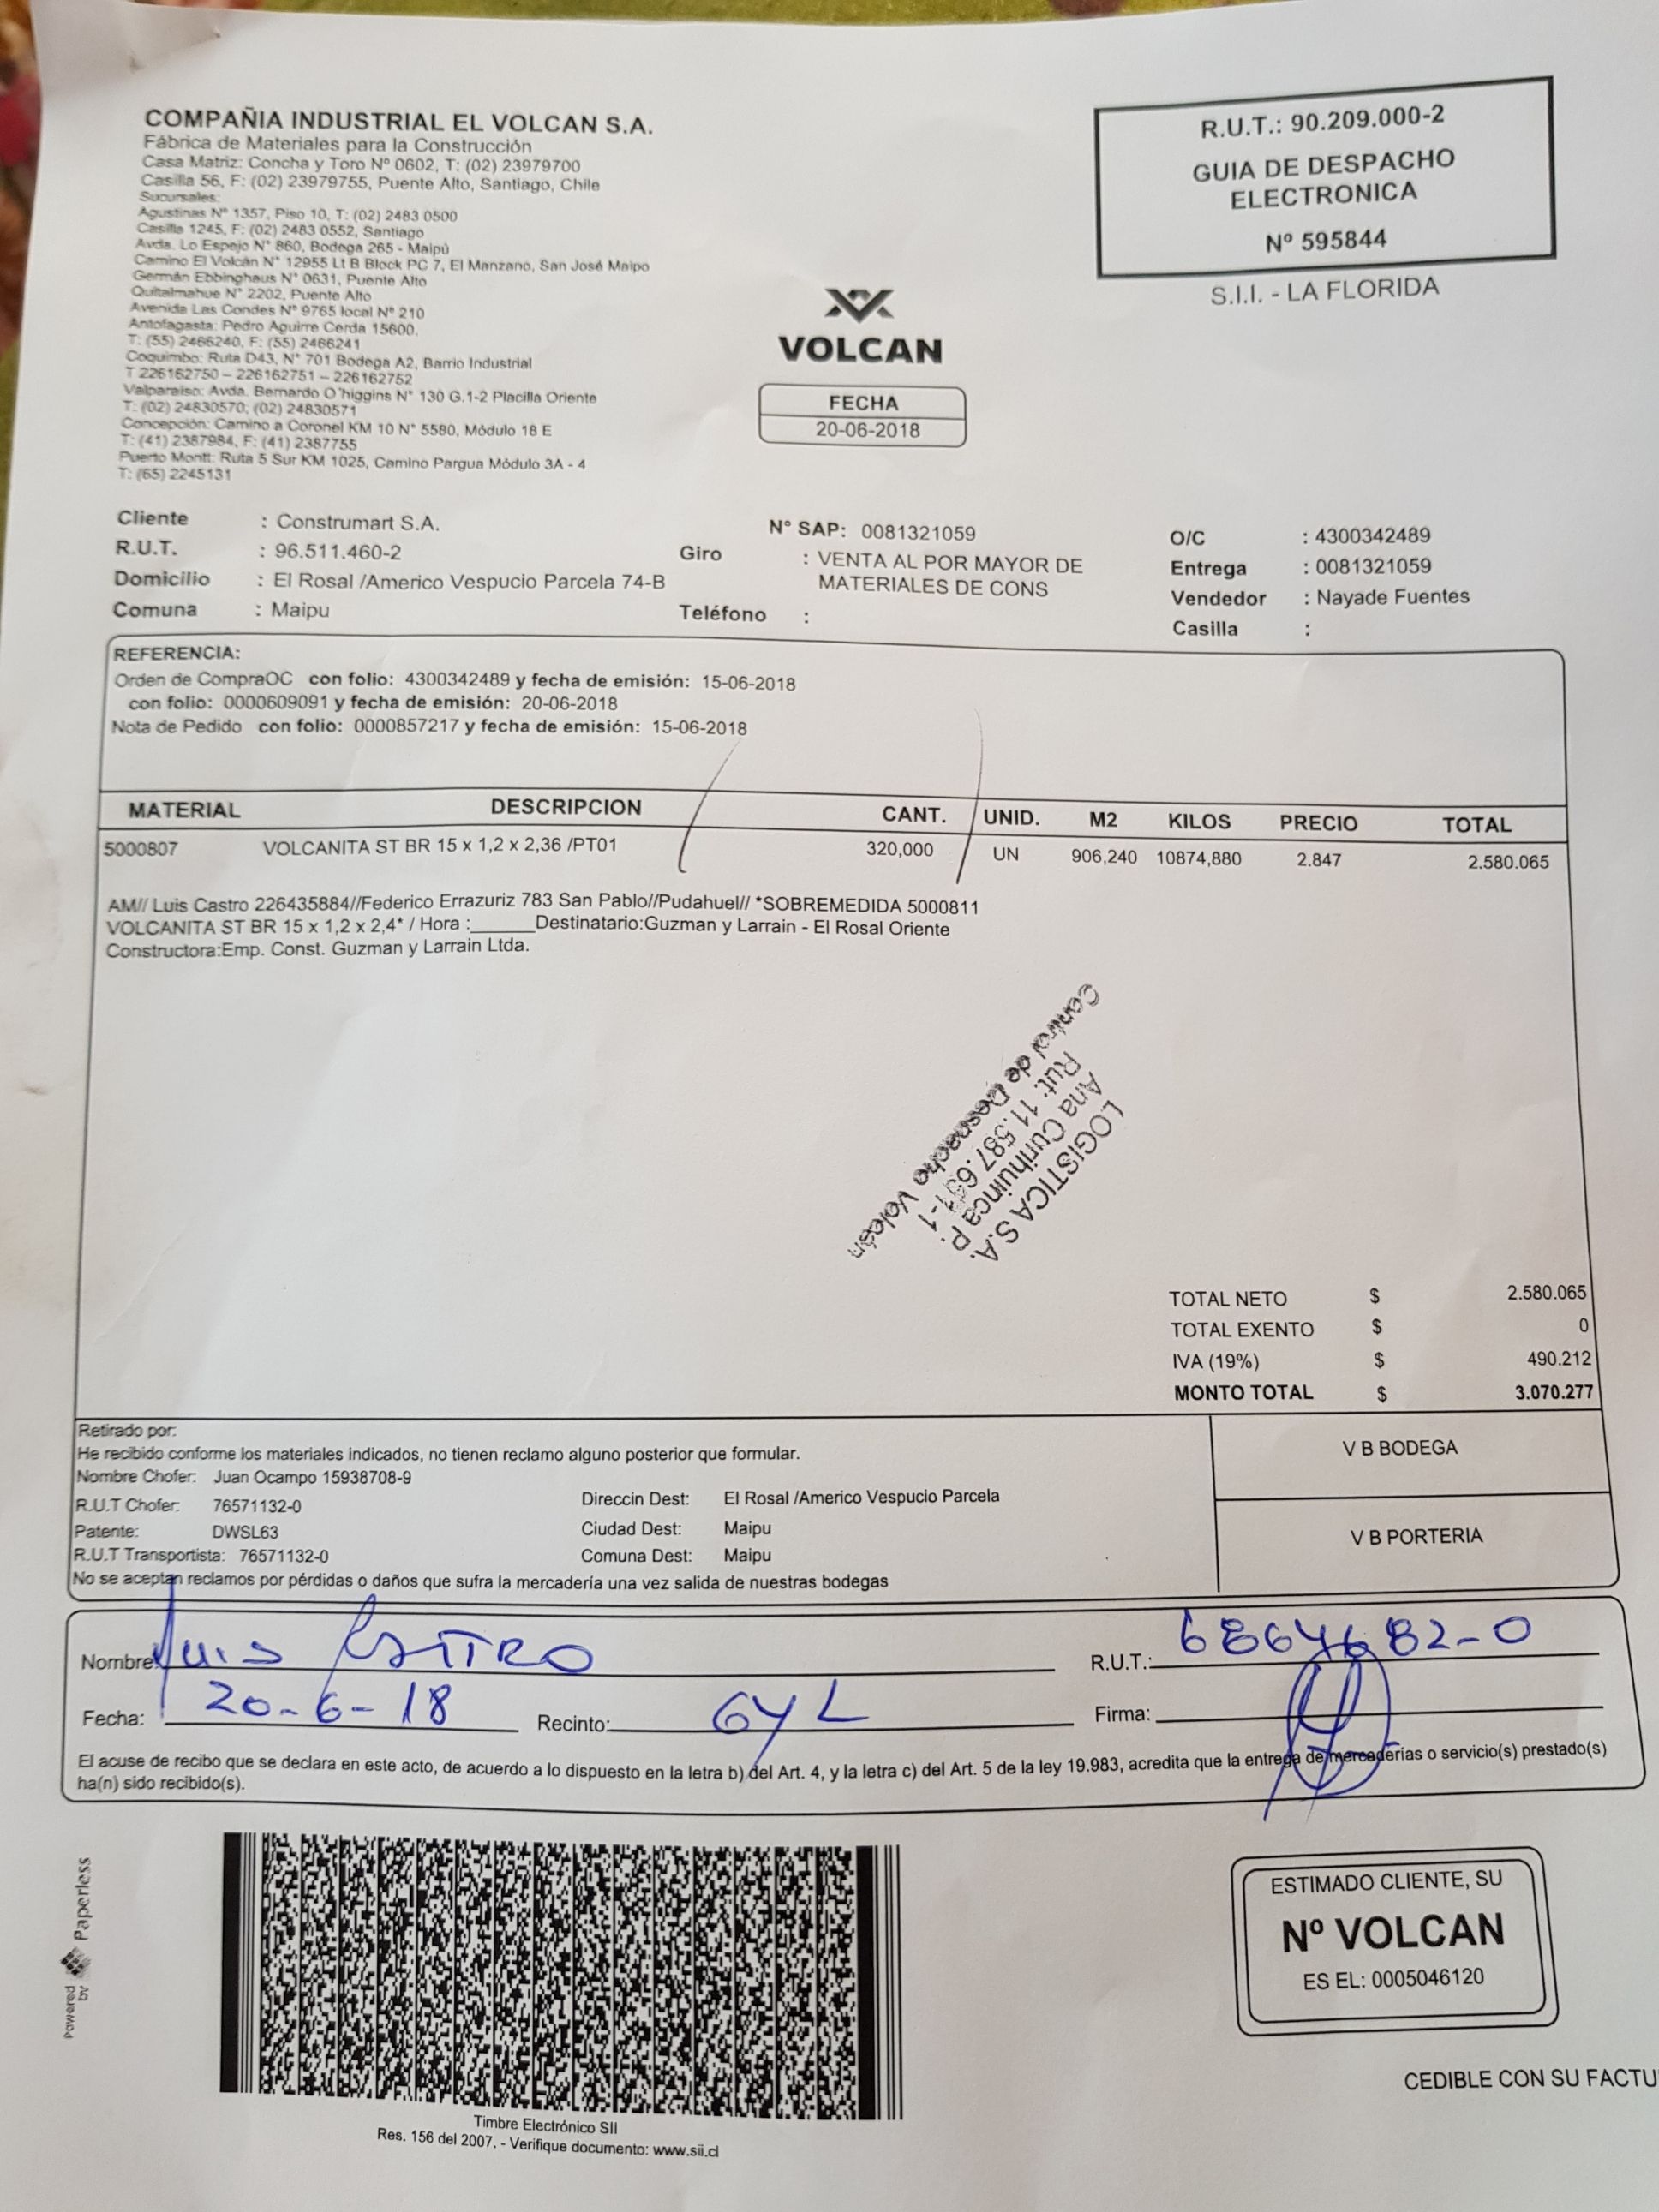 COMPAÑIA INDUSTRIAL EL VOLCAN S.A.
Fábrica de Materiales para la Construcción
Casa Matriz: Concha y Toro Nº 0602, T: (02) 23979700
Casilla 56, F: (02) 23979755, Puente Alto, Santiago, Chile
Sucursales:
Agustinas N° 1357, Piso 10, T: (02) 2483 0500
Casilla 1245, F: (02) 2483 0552, Santiago
Avda. Lo Espejo N° 860, Bodega 265 - Maipú
Camino El Volcán N° 12955 Lt B Block PC 7, El Manzano, San José Maipo
Germán Ebbinghaus N° 0631, Puente Alto
Quitalmahue N° 2202, Puente Alto
Avenida Las Condes N° 9765 local N° 210
Antofagasta: Pedro Aguirre Cerda 15600.
T: (55) 2466240, F: (55) 2466241
Coquimbo: Ruta D43, N° 701 Bodega A2, Barrio Industrial
T 226162750 – 226162751 – 226162752
Valparaiso: Avda. Bernardo O'higgins N° 130 G.1-2 Placilla Oriente
T: (02) 24830570; (02) 24830571
Concepción: Camino a Coronel KM 10 N° 5580, Módulo 18 E
T: (41) 2387984, F: (41) 2387755
Puerto Montt: Ruta 5 Sur KM 1025, Camino Pargua Módulo 3A - 4
T: (65) 2245131
VOLCAN
FECHA
20-06-2018
R.U.T.: 90.209.000-2
GUIA DE DESPACHO
ELECTRONICA
Nº 595844
S.I.I. - LA FLORIDA
Cliente : Construmart S.A.
R.U.T. : 96.511.460-2
Domicilio : El Rosal /Americo Vespucio Parcela 74-B
Comuna : Maipu
N° SAP: 0081321059
Giro : VENTA AL POR MAYOR DE
MATERIALES DE CONS
Teléfono :
O/C : 4300342489
Entrega : 0081321059
Vendedor : Nayade Fuentes
Casilla :
REFERENCIA:
Orden de CompraOC con folio: 4300342489 y fecha de emisión: 15-06-2018
con folio: 0000609091 y fecha de emisión: 20-06-2018
Nota de Pedido con folio: 0000857217 y fecha de emisión: 15-06-2018
MATERIAL DESCRIPCION CANT. UNID. M2 KILOS PRECIO TOTAL
5000807 VOLCANITA ST BR 15 x 1,2 x 2,36 /PT01 320,000 UN 906,240 10874,880 2.847 2.580.065
AM// Luis Castro 226435884//Federico Errazuriz 783 San Pablo//Pudahuel// *SOBREMEDIDA 5000811
VOLCANITA ST BR 15 x 1,2 x 2,4* / Hora :______Destinatario:Guzman y Larrain - El Rosal Oriente
Constructora:Emp. Const. Guzman y Larrain Ltda.
LOGISTICA S.A.
Ana Curihuinca P.
Rut: 11.587.6 1-1
Control de Despacho Volcán
TOTAL NETO $ 2.580.065
TOTAL EXENTO $ 0
IVA (19%) $ 490.212
MONTO TOTAL $ 3.070.277
Retirado por:
He recibido conforme los materiales indicados, no tienen reclamo alguno posterior que formular.
Nombre Chofer: Juan Ocampo 15938708-9
R.U.T Chofer: 76571132-0
Patente: DWSL63
R.U.T Transportista: 76571132-0
Direccin Dest: El Rosal /Americo Vespucio Parcela
Ciudad Dest: Maipu
Comuna Dest: Maipu
No se aceptan reclamos por pérdidas o daños que sufra la mercadería una vez salida de nuestras bodegas
V B BODEGA
V B PORTERIA
Nombre: Luis CASTRO
R.U.T.: 6864682-0
Fecha: 20-6-18
Recinto: GYL
Firma:
El acuse de recibo que se declara en este acto, de acuerdo a lo dispuesto en la letra b) del Art. 4, y la letra c) del Art. 5 de la ley 19.983, acredita que la entrega de mercaderías o servicio(s) prestado(s)
ha(n) sido recibido(s).
Powered by Paperless
Timbre Electrónico SII
Res. 156 del 2007. - Verifique documento: www.sii.cl
ESTIMADO CLIENTE, SU
Nº VOLCAN
ES EL: 0005046120
CEDIBLE CON SU FACTU